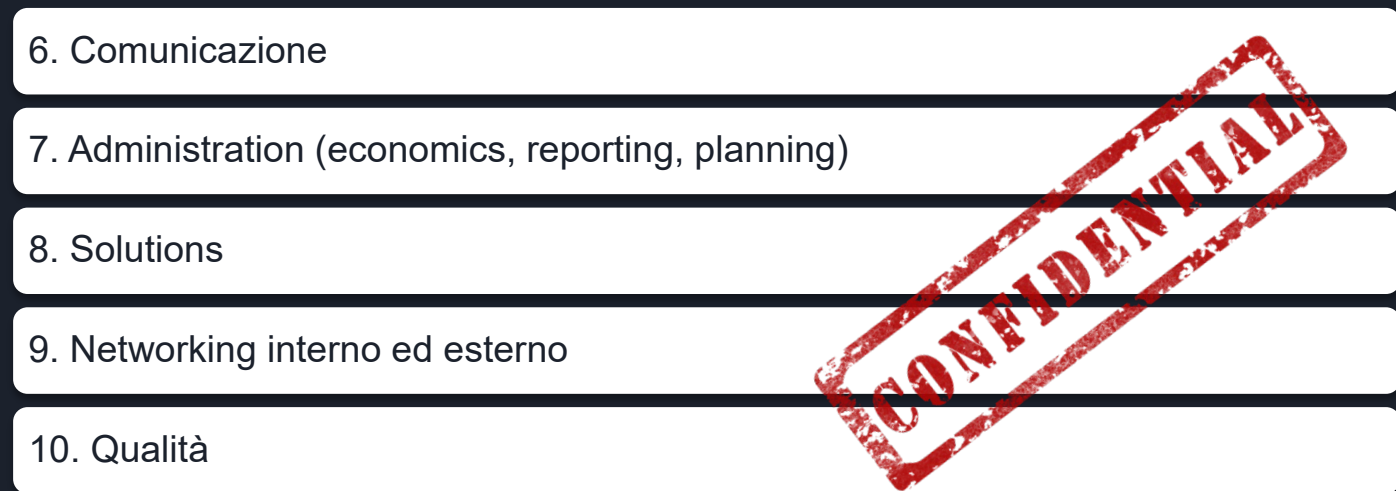 6. Comunicazione
7. Administration (economics, reporting, planning)
8. Solutions
9. Networking interno ed esterno
10. Qualità
CONFIDENTIAL